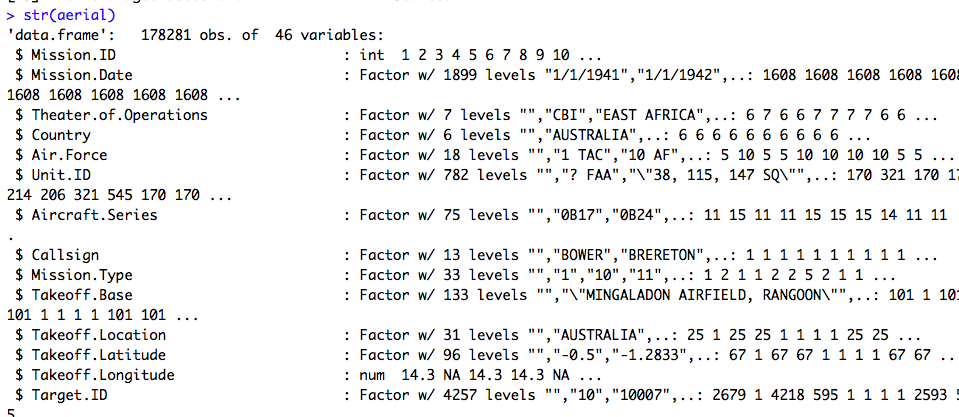 > str(aerial)
'data.frame':   178281 obs. of  46 variables:
 $ Mission.ID                       : int  1 2 3 4 5 6 7 8 9 10 ...
 $ Mission.Date                     : Factor w/ 1899 levels "1/1/1941","1/1/1942",..: 1608 1608 1608 1608 1608
1608 1608 1608 1608 1608 ...
 $ Theater.of.Operations            : Factor w/ 7 levels "","CBI","EAST AFRICA",..: 6 7 6 6 7 7 7 7 6 6 ...
 $ Country                          : Factor w/ 6 levels "","AUSTRALIA",..: 6 6 6 6 6 6 6 6 6 6 ...
 $ Air.Force                        : Factor w/ 18 levels "","1 TAC","10 AF",..: 5 10 5 5 10 10 10 10 5 5 ...
 $ Unit.ID                          : Factor w/ 782 levels "","? FAA","\"38, 115, 147 SQ\"",..: 170 321 170 17
214 206 321 545 170 170 ...
 $ Aircraft.Series                  : Factor w/ 75 levels "","0B17","0B24",..: 11 15 11 11 15 15 15 14 11 11
.
 $ Callsign                         : Factor w/ 13 levels "","BOWER","BRERETON",..: 1 1 1 1 1 1 1 1 1 1 ...
 $ Mission.Type                     : Factor w/ 33 levels "","1","10","11",..: 1 2 1 1 2 2 5 2 1 1 ...
 $ Takeoff.Base                     : Factor w/ 133 levels "","\"MINGALADON AIRFIELD, RANGOON\"",..: 101 1 101
101 1 1 1 1 101 101 ...
 $ Takeoff.Location                 : Factor w/ 31 levels "","AUSTRALIA",..: 25 1 25 25 1 1 1 1 25 25 ...
 $ Takeoff.Latitude                 : Factor w/ 96 levels "","-0.5","-1.2833",..: 67 1 67 67 1 1 1 1 67 67 ...
 $ Takeoff.Longitude                : num  14.3 NA 14.3 14.3 NA ...
 $ Target.ID                        : Factor w/ 4257 levels "","10","10007",..: 2679 1 4218 595 1 1 1 1 2593 5
5